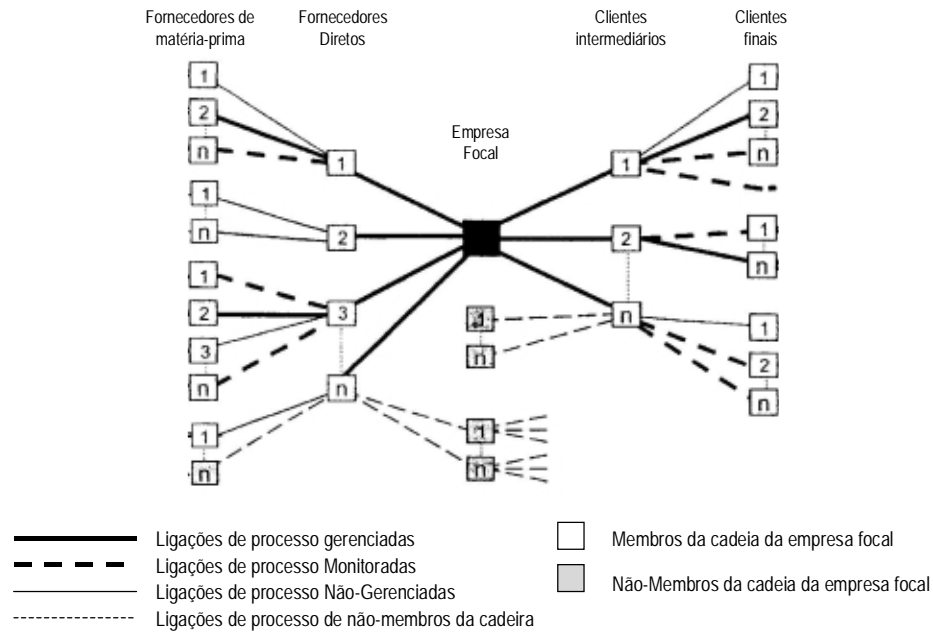 Fornecedores de
matéria-prima
Fornecedores
Diretos
Clientes
intermediários
Clientes
finais
Empresa
Focal
1
2
n
1
n
1
2
3
n
1
n
1
2
3
n
1
n
1
n
1
2
n
1
2
n
1
n
1
2
n
Ligações de processo gerenciadas
Ligações de processo Monitoradas
Ligações de processo Não-Gerenciadas
Ligações de processo de não-membros da cadeira
Membros da cadeia da empresa focal
Não-Membros da cadeia da empresa focal